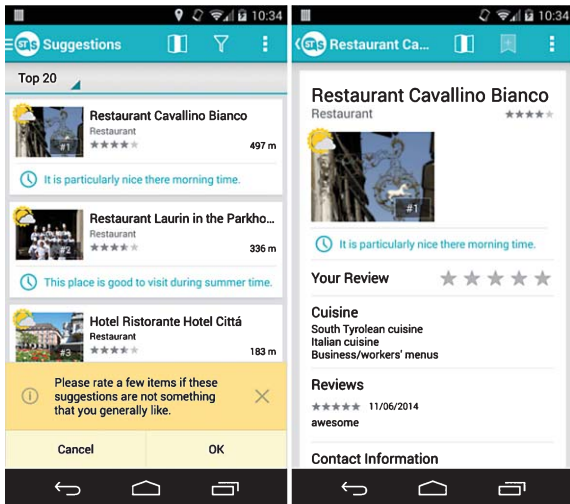 10:34
STS Suggestions
Top 20
Restaurant Cavallino Bianco
Restaurant
#1
497 m
It is particularly nice there morning time.
Restaurant Laurin in the Parkho...
Restaurant
#2
336 m
This place is good to visit during summer time.
Hotel Ristorante Hotel Cittá
Restaurant
#3
183 m
Please rate a few items if these
suggestions are not something
that you generally like.
Cancel OK
10:34
STS Restaurant Ca...
Restaurant Cavallino Bianco
Restaurant
#1
It is particularly nice there morning time.
Your Review
Cuisine
South Tyrolean cuisine
Italian cuisine
Business/workers' menus
Reviews
11/06/2014
awesome
Contact Information